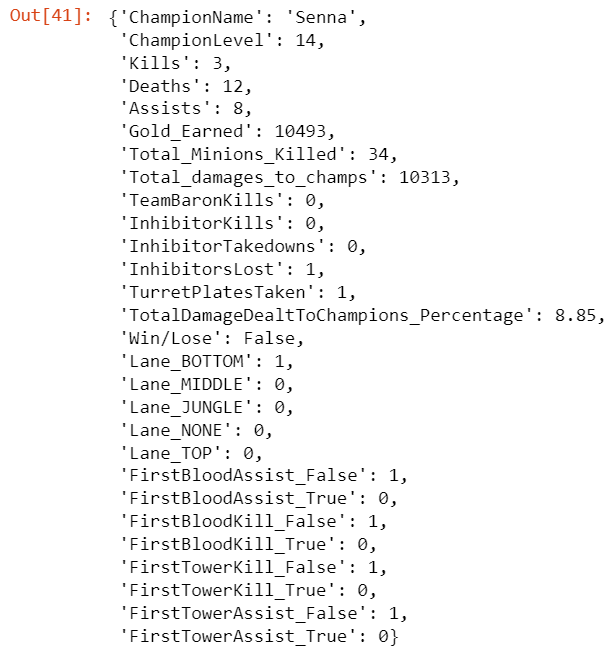 Out[41]: {'ChampionName': 'Senna',
'ChampionLevel': 14,
'Kills': 3,
'Deaths': 12,
'Assists': 8,
'Gold_Earned': 10493,
'Total_Minions_Killed': 34,
'Total_damages_to_champs': 10313,
'TeamBaronKills': 0,
'InhibitorKills': 0,
'InhibitorTakedowns': 0,
'InhibitorsLost': 1,
'TurretPlatesTaken': 1,
'TotalDamageDealtToChampions_Percentage': 8.85,
'Win/Lose': False,
'Lane_BOTTOM': 1,
'Lane_MIDDLE': 0,
'Lane_JUNGLE': 0,
'Lane_NONE': 0,
'Lane_TOP': 0,
'FirstBloodAssist_False': 1,
'FirstBloodAssist_True': 0,
'FirstBloodKill_False': 1,
'FirstBloodKill_True': 0,
'FirstTowerKill_False': 1,
'FirstTowerKill_True': 0,
'FirstTowerAssist_False': 1,
'FirstTowerAssist_True': 0}